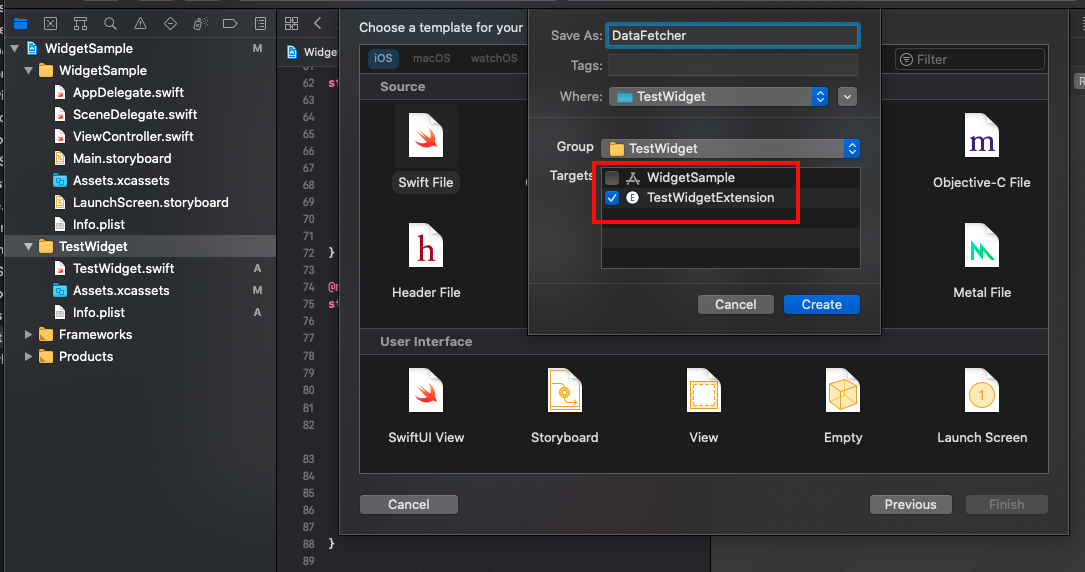 WidgetSample M
WidgetSample
AppDelegate.swift
SceneDelegate.swift
ViewController.swift
Main.storyboard
Assets.xcassets
LaunchScreen.storyboard
Info.plist
TestWidget
TestWidget.swift A
Assets.xcassets M
Info.plist A
Frameworks
Products
62 st
63
64
65
66
67
68
69
70
71
72 }
73
74
75 st
76
77
78
79
80
81
82
83
84
85
86
87
88 }
89
Choose a template for your
iOS macOS watchOS
Filter
Source
Swift File
Objective-C File
Header File
Metal File
User Interface
SwiftUI View
Storyboard
View
Empty
Launch Screen
Cancel
Previous
Finish
Save As: DataFetcher
Tags:
Where: TestWidget
Group TestWidget
Targets WidgetSample
E TestWidgetExtension
Cancel
Create